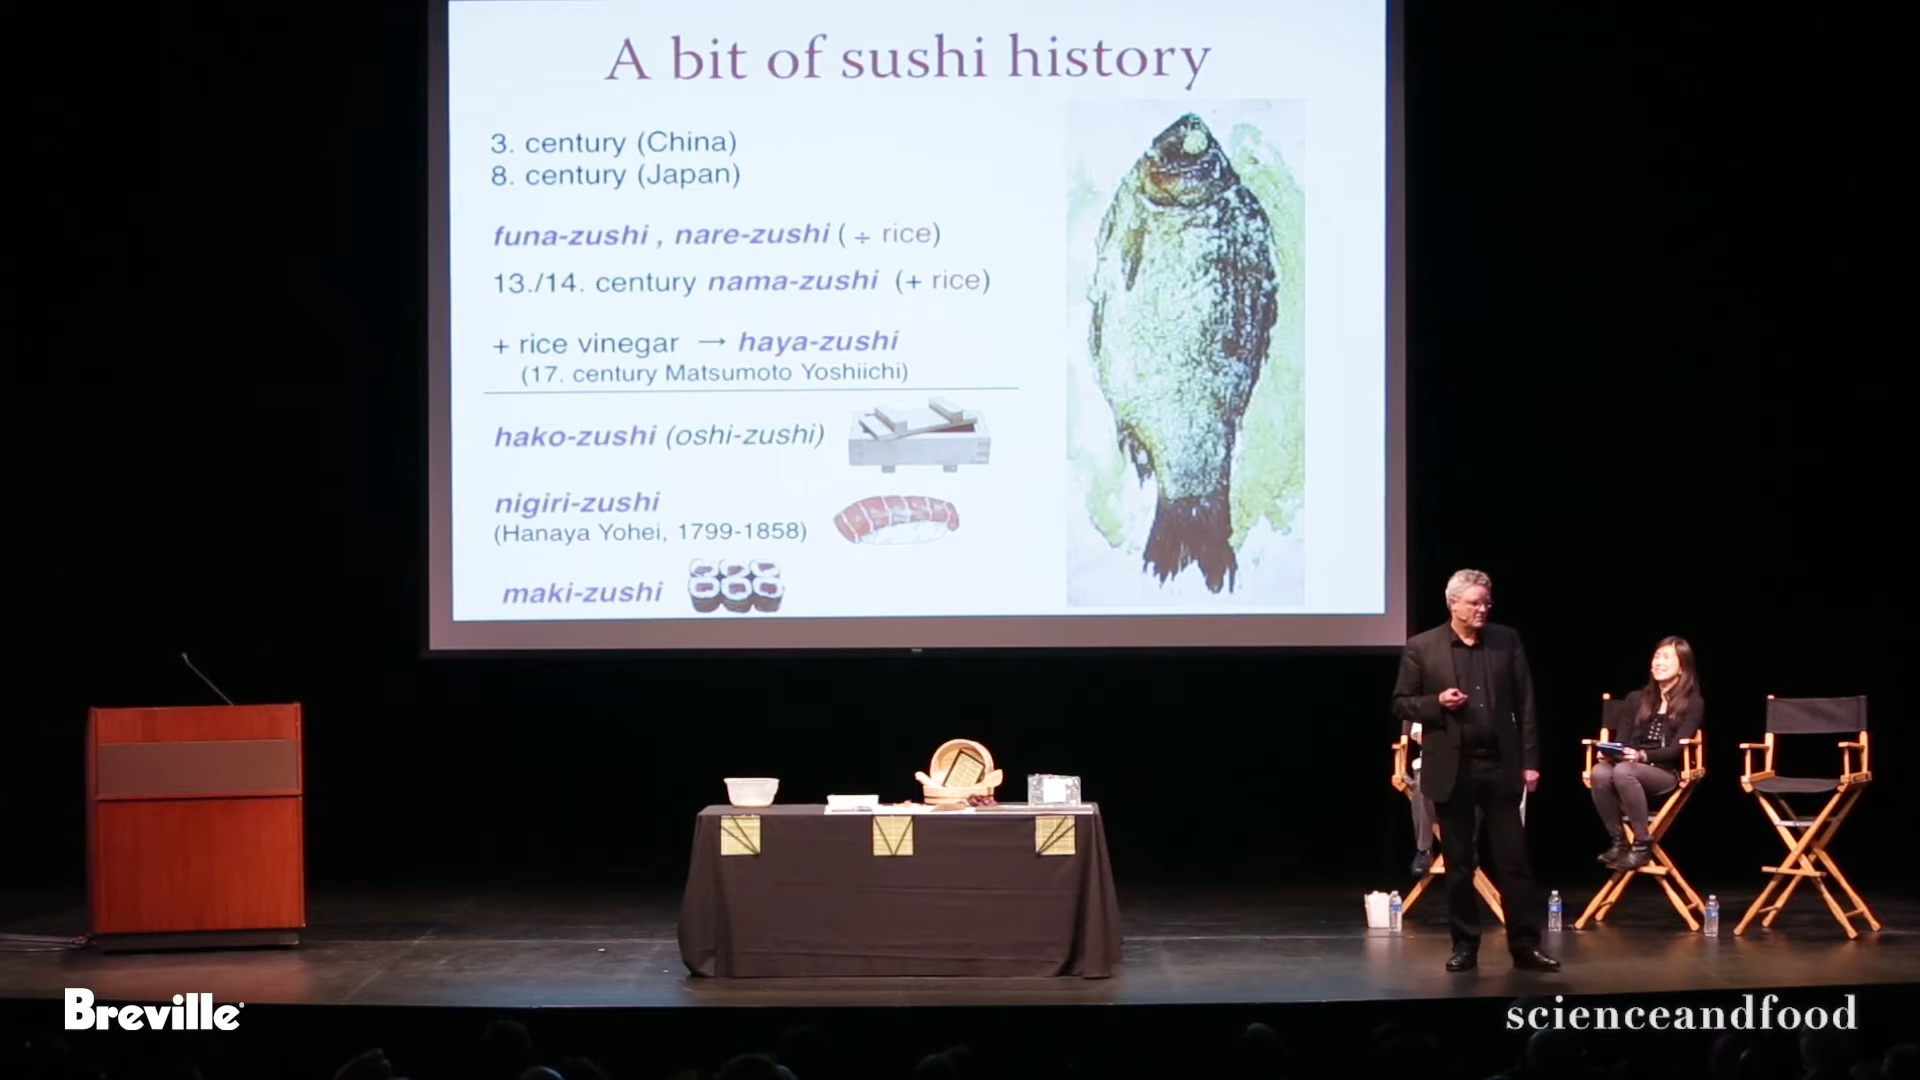 A bit of sushi history
3. century (China)
8. century (Japan)
funa-zushi , nare-zushi ( ÷ rice)
13./14. century nama-zushi (+ rice)
+ rice vinegar → haya-zushi
(17. century Matsumoto Yoshiichi)
hako-zushi (oshi-zushi)
nigiri-zushi
(Hanaya Yohei, 1799-1858)
maki-zushi
Breville
scienceandfood